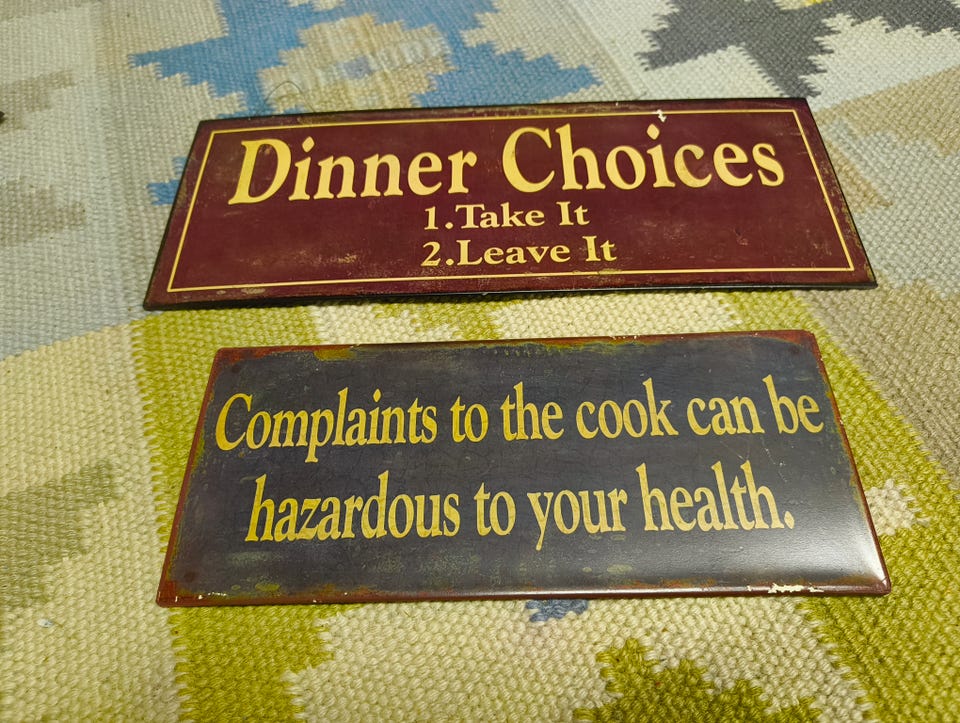 Dinner Choices
1.Take It
2.Leave It
Complaints to the cook can be
hazardous to your health.